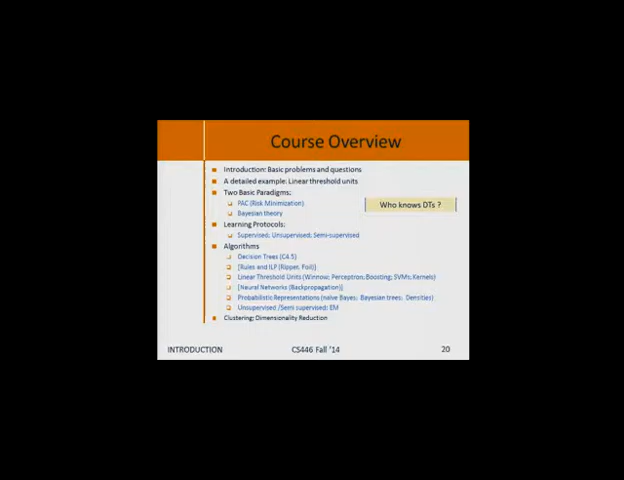 Course Overview
Introduction: Basic problems and questions
A detailed example: Linear threshold units
Two Basic Paradigms:
PAC (Risk Minimization)
Bayesian theory
Who knows DTs ?
Learning Protocols:
Supervised; Unsupervised; Semi-supervised
Algorithms
Decision Trees (C4.5)
[Rules and ILP (Ripper, Foil)]
Linear Threshold Units (Winnow; Perceptron; Boosting; SVMs; Kernels)
[Neural Networks (Backpropagation)]
Probabilistic Representations (naïve Bayes; Bayesian trees; Densities)
Unsupervised /Semi supervised: EM
Clustering; Dimensionality Reduction
INTRODUCTION
CS446 Fall '14
20